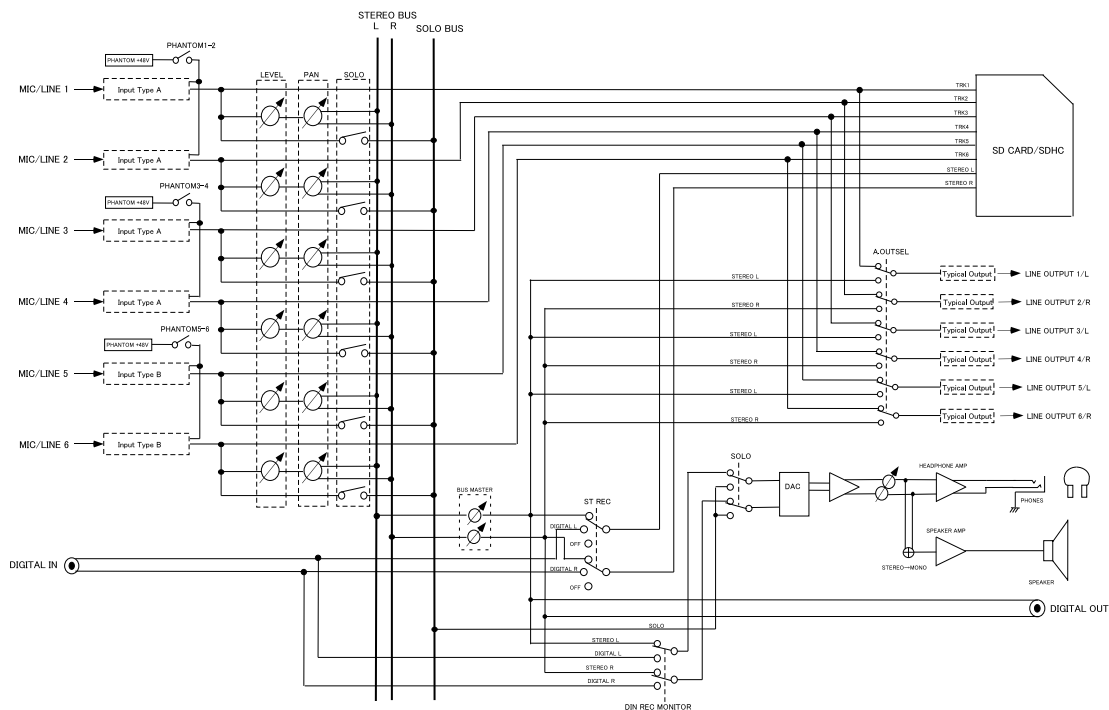 STEREO BUS
L R
SOLO BUS
PHANTOM1-2
PHANTOM +48V
LEVEL
PAN
SOLO
MIC/LINE 1
Input Type A
MIC/LINE 2
Input Type A
PHANTOM3-4
PHANTOM +48V
MIC/LINE 3
Input Type A
MIC/LINE 4
Input Type A
PHANTOM5-6
PHANTOM +48V
MIC/LINE 5
Input Type B
MIC/LINE 6
Input Type B
TRK1
TRK2
TRK3
TRK4
TRK5
TRK6
STEREO L
STEREO R
SD CARD/SDHC
A.OUTSEL
STEREO L
Typical Output
LINE OUTPUT 1/L
STEREO R
Typical Output
LINE OUTPUT 2/R
STEREO L
Typical Output
LINE OUTPUT 3/L
STEREO R
Typical Output
LINE OUTPUT 4/R
STEREO L
Typical Output
LINE OUTPUT 5/L
STEREO R
Typical Output
LINE OUTPUT 6/R
BUS MASTER
ST REC
DIGITAL L
OFF
DIGITAL R
OFF
SOLO
DAC
HEADPHONE AMP
PHONES
SPEAKER AMP
STEREO→MONO
SPEAKER
DIGITAL IN
DIGITAL OUT
SOLO
STEREO L
DIGITAL L
STEREO R
DIGITAL R
DIN REC MONITOR